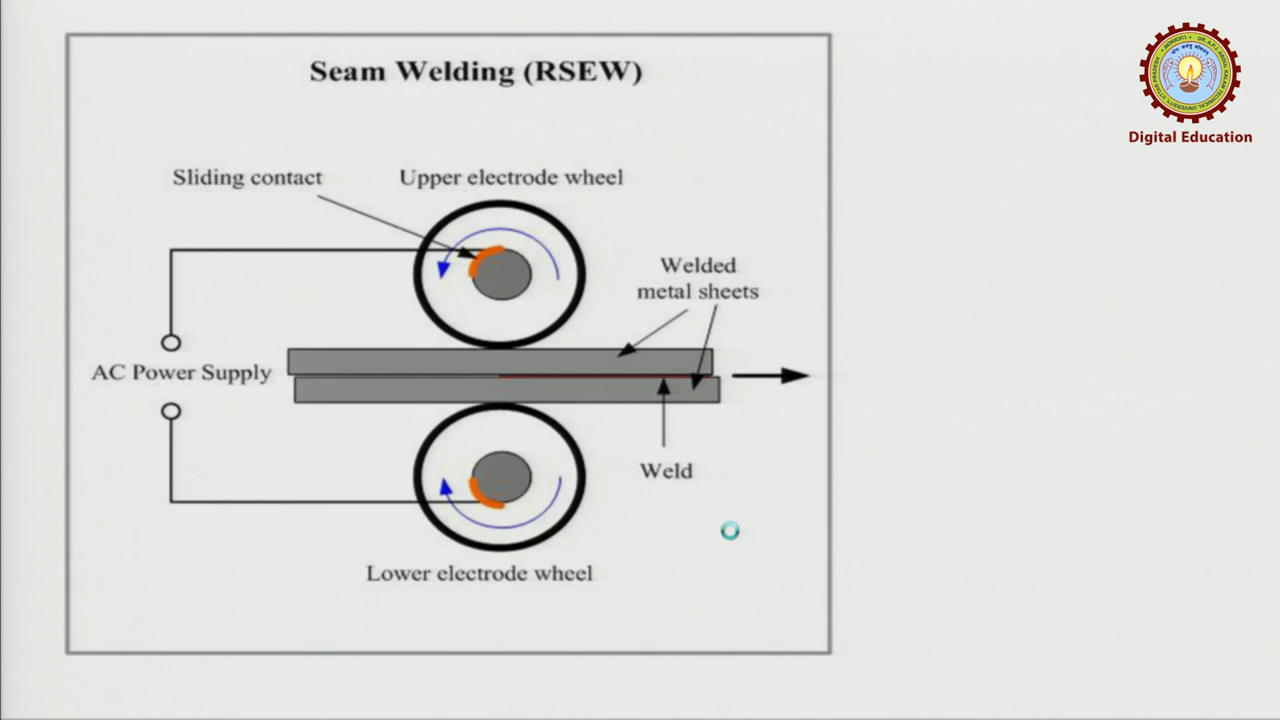 Seam Welding (RSEW)
Sliding contact
Upper electrode wheel
Welded
metal sheets
AC Power Supply
Weld
Lower electrode wheel
Digital Education